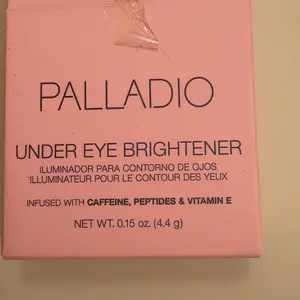 PALLADIO
UNDER EYE BRIGHTENER
ILUMINADOR PARA CONTORNO DE OJOS
ILLUMINATEUR POUR LE CONTOUR DES YEUX
INFUSED WITH CAFFEINE, PEPTIDES & VITAMIN E
NET WT. 0.15 oz. (4.4 g)